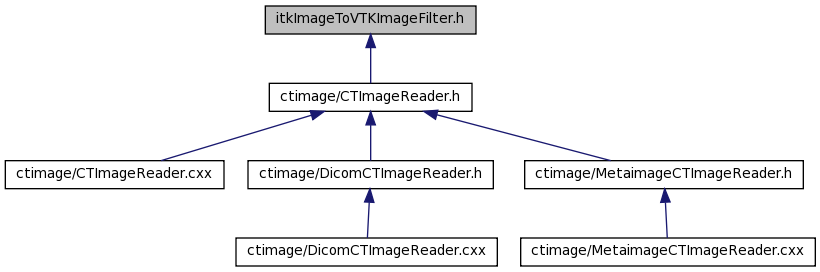 itkImageToVTKImageFilter.h
ctimage/CTImageReader.h
ctimage/CTImageReader.cxx
ctimage/DicomCTImageReader.h
ctimage/MetaimageCTImageReader.h
ctimage/DicomCTImageReader.cxx
ctimage/MetaimageCTImageReader.cxx